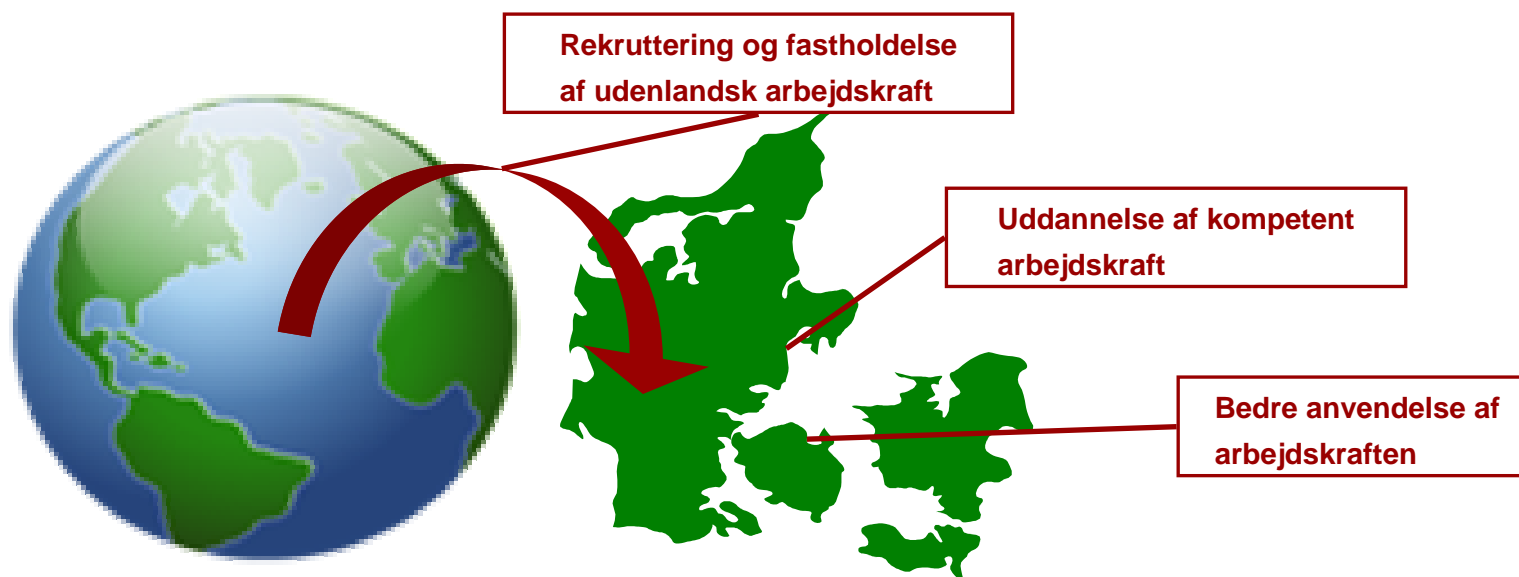 Rekruttering og fastholdelse
af udenlandsk arbejdskraft
Uddannelse af kompetent
arbejdskraft
Bedre anvendelse af
arbejdskraften